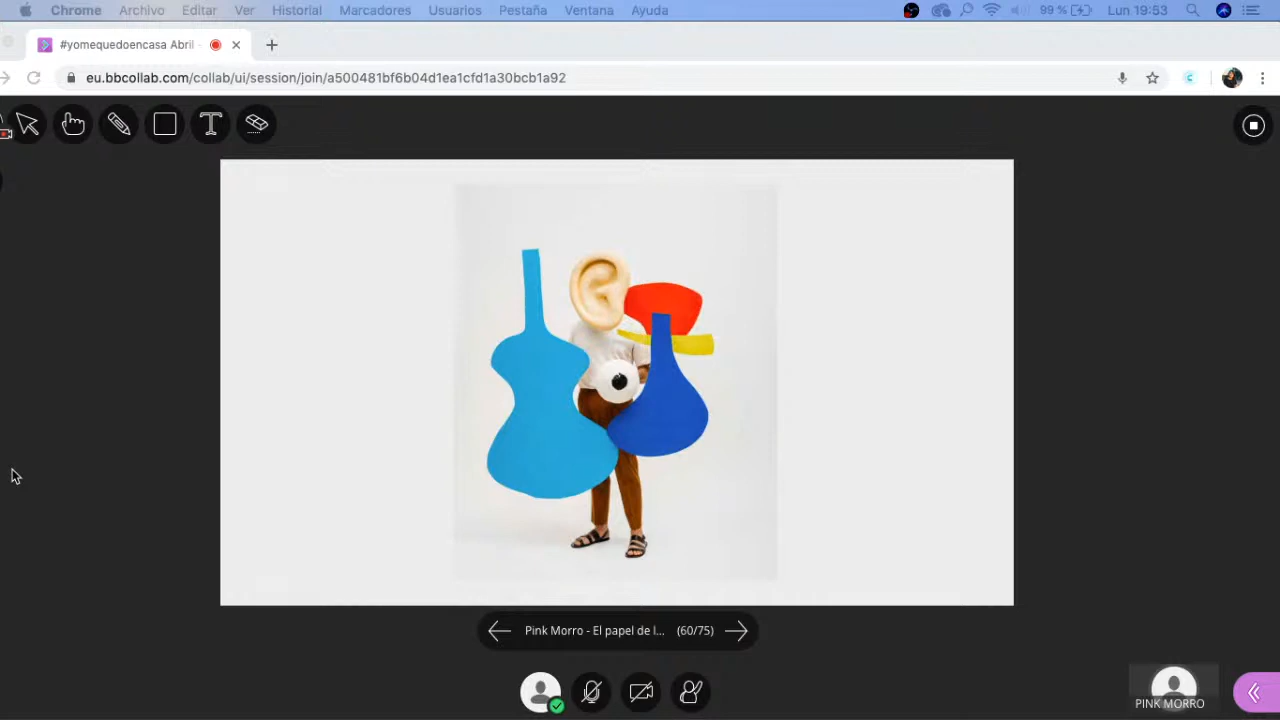 Chrome Archivo Editar Ver Historial Marcadores Usuarios Pestaña Ventana Ayuda 99 % Lun 19:53
#yomequedoencasa Abril -
eu.bbcollab.com/collab/ui/session/join/a500481bf6b04d1ea1cfd1a30bcb1a92
T
Pink Morro - El papel de l... (60/75)
PINK MORRO